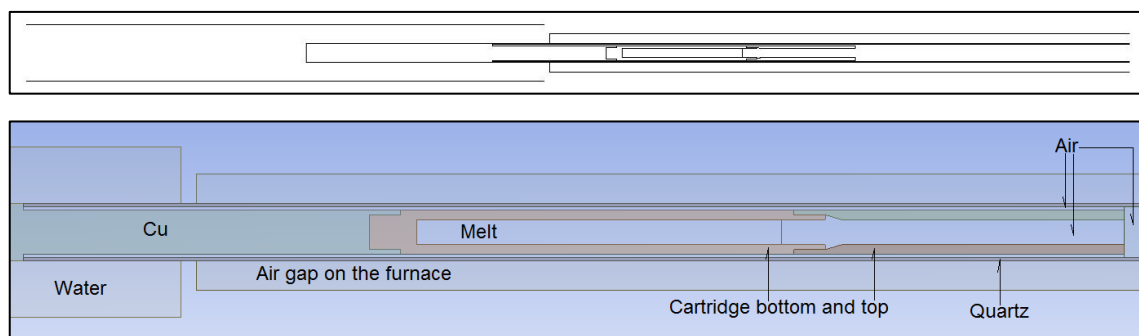 Air
Cu
Melt
Air gap on the furnace
Water
Cartridge bottom and top
Quartz